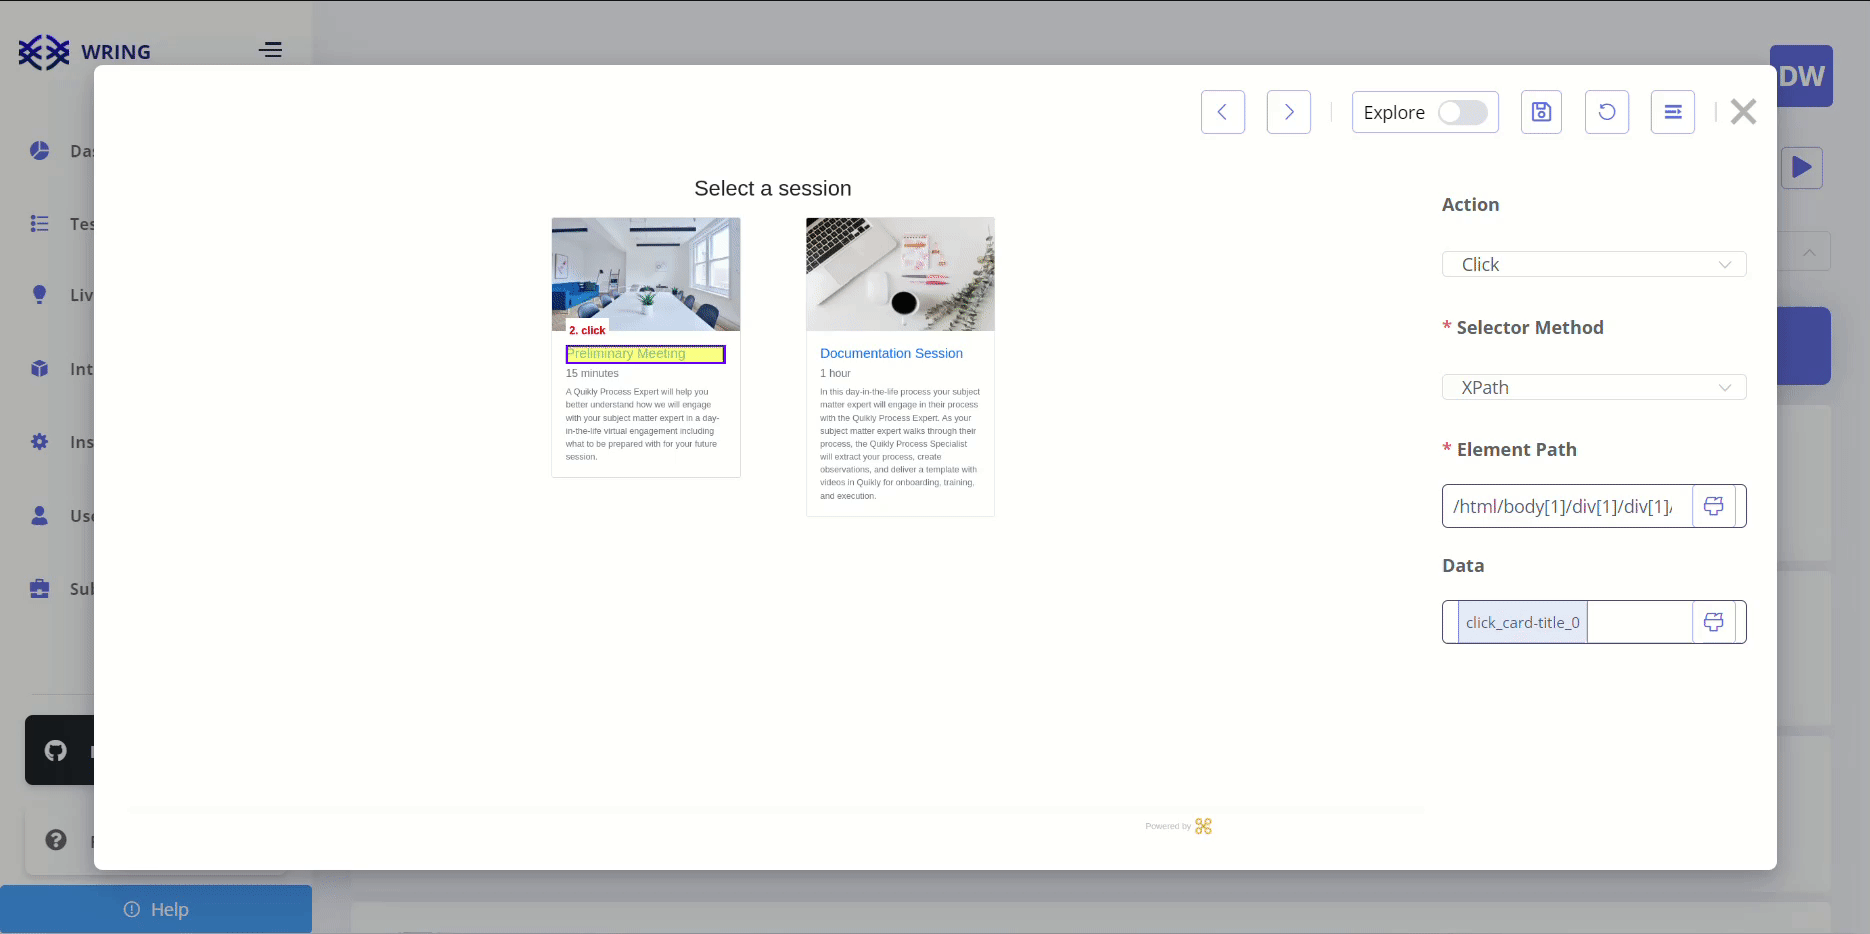 WRING
DW
Explore
Select a session
Action
Click
* Selector Method
XPath
* Element Path
/html/body[1]/div[1]/div[1]/
Data
click_card-title_0
2. click
Preliminary Meeting
15 minutes
A Quikly Process Expert will help you
better understand how we will engage
with your subject matter expert in a day-
in-the-life virtual engagement including
what to be prepared with for your future
session.
Documentation Session
1 hour
In this day-in-the-life process your subject
matter expert will engage in their process
with the Quikly Process Expert. As your
subject matter expert walks through their
process, the Quikly Process Specialist
will extract your process, create
observations, and deliver a template with
videos in Quikly for onboarding, training,
and execution.
Powered by
Da
Tes
Liv
Int
Ins
Use
Sub
Help